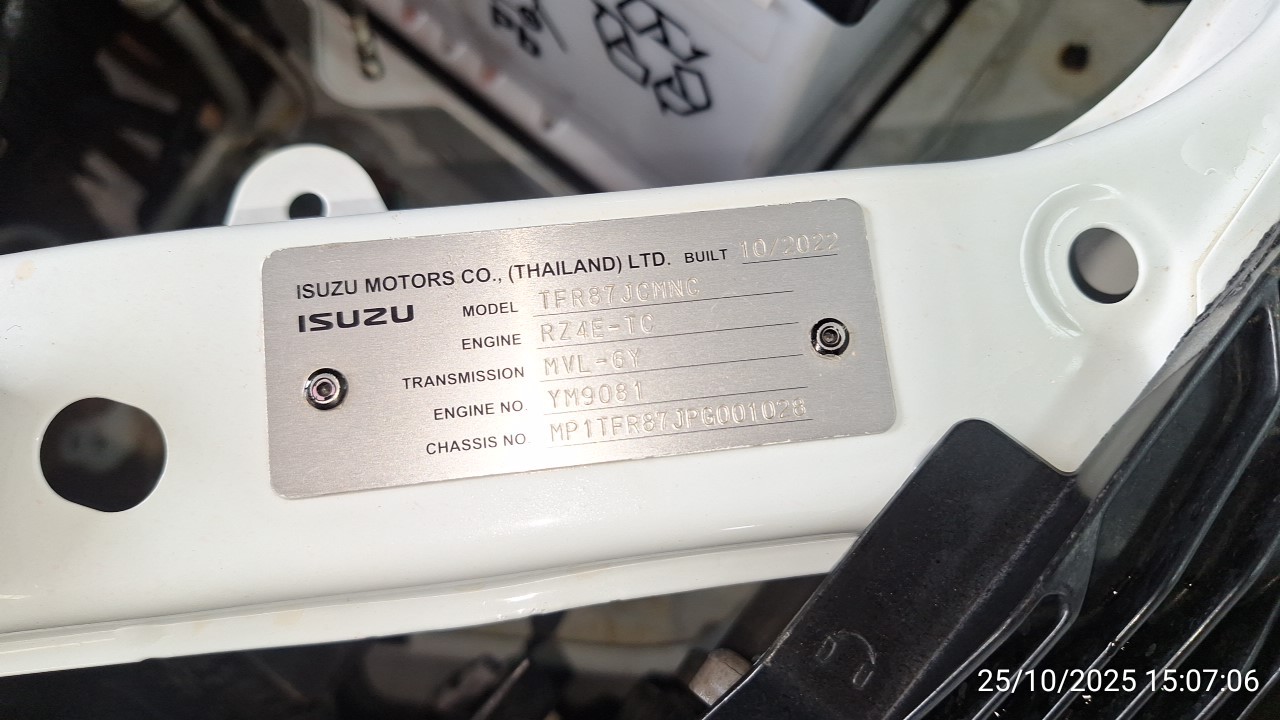 ISUZU MOTORS CO., (THAILAND) LTD. BUILT 10/2022
ISUZU
MODEL TFR87JCMNC
ENGINE RZ4E-TC
TRANSMISSION MVL-6Y
ENGINE NO. YM9081
CHASSIS NO. MP1TFR87JPG001028
25/10/2025 15:07:06